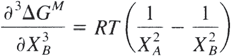 ∂³ΔG^M/∂X_B³ = RT(1/X_A² − 1/X_B²)